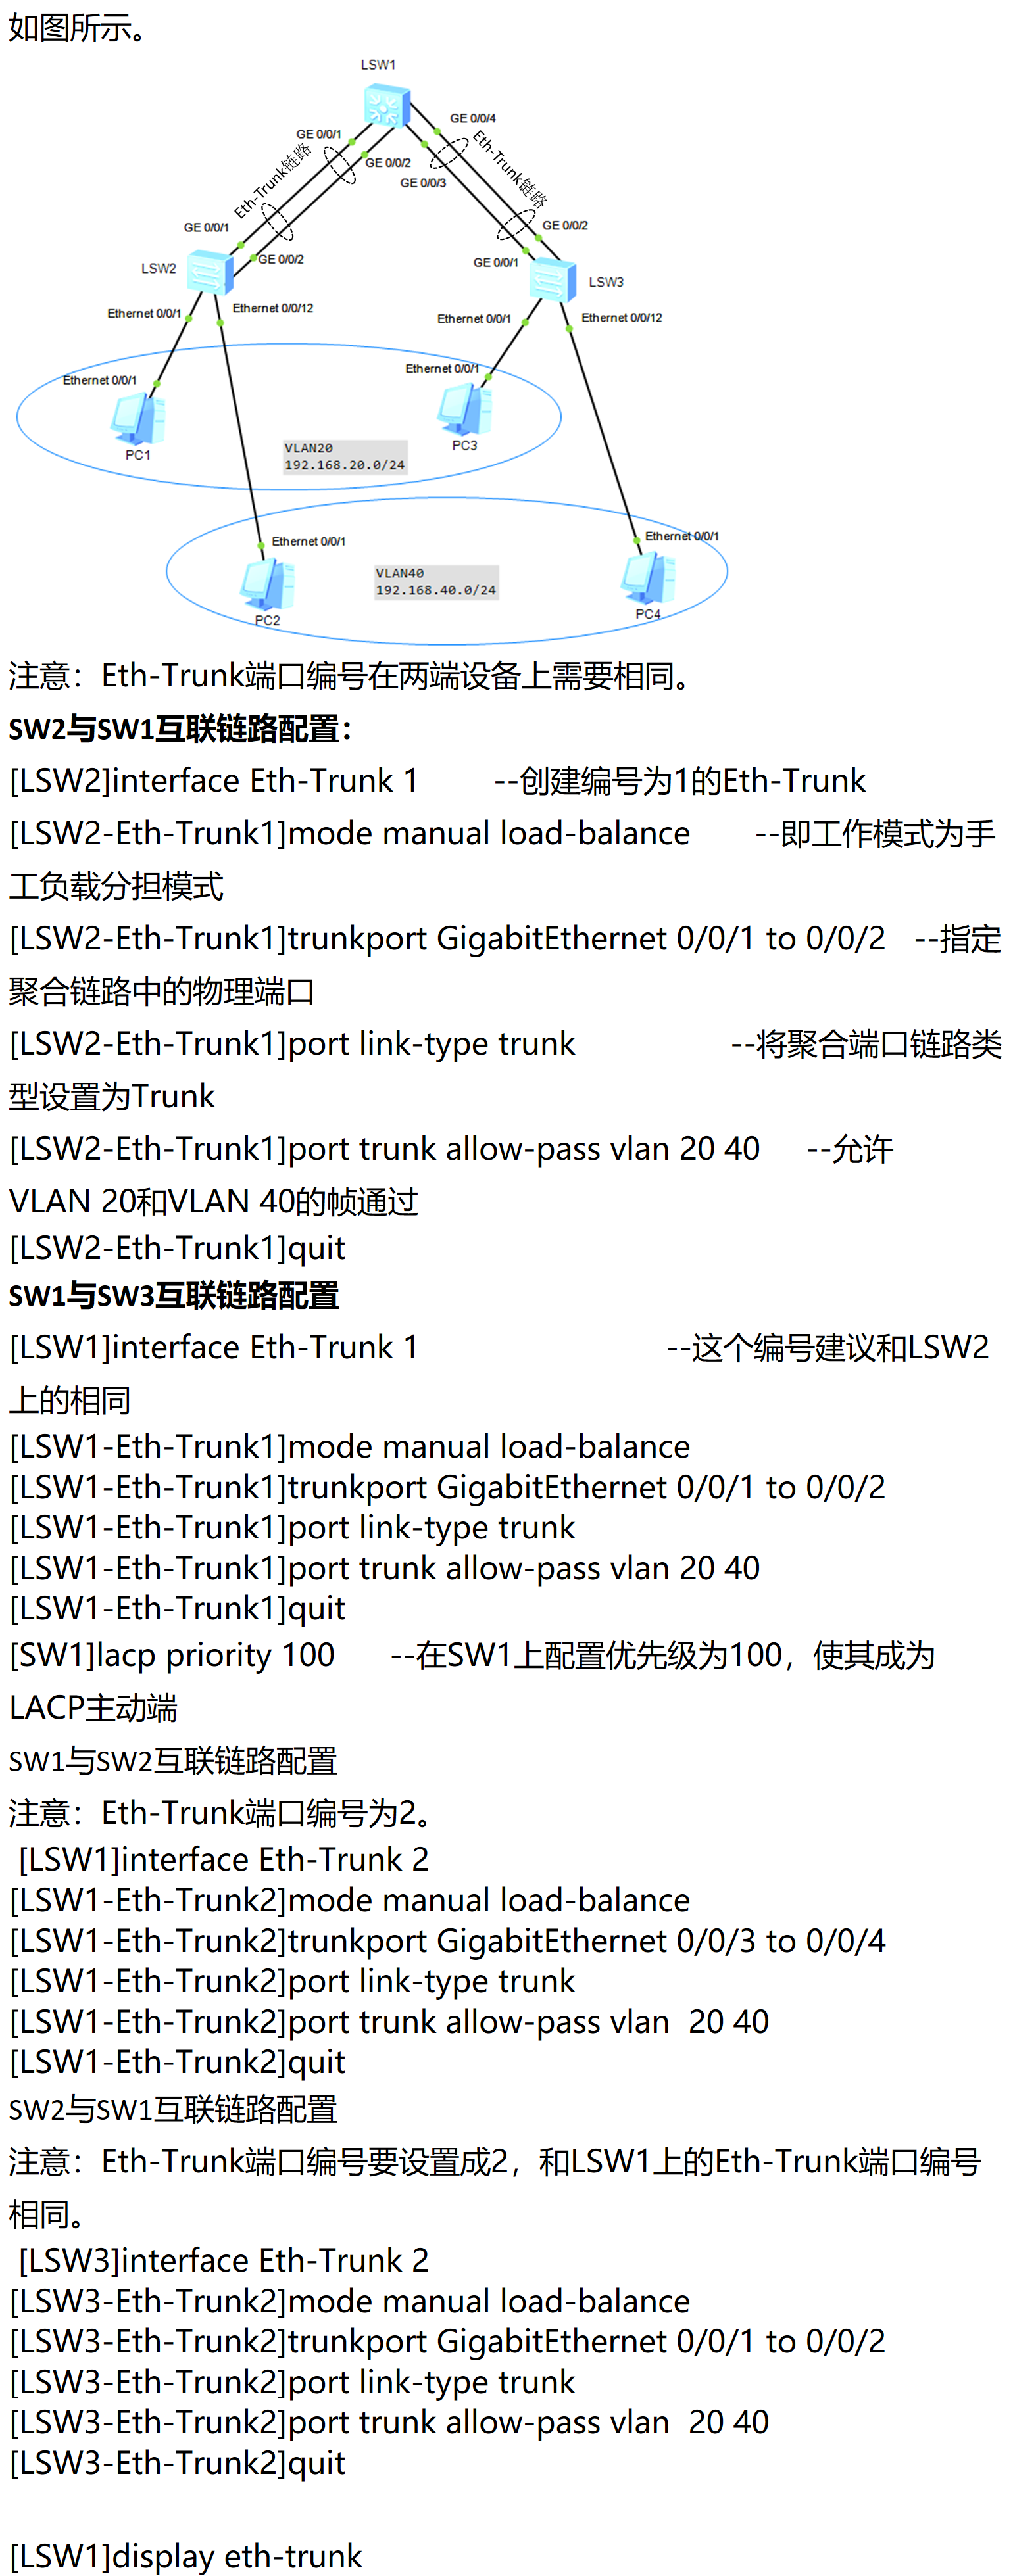 如图所示。
LSW1
GE 0/0/4
GE 0/0/1
Eth-Trunk链路
GE 0/0/2
Eth-Trunk链路
GE 0/0/3
GE 0/0/1
GE 0/0/2
GE 0/0/2
GE 0/0/1
LSW2
LSW3
Ethernet 0/0/1
Ethernet 0/0/12
Ethernet 0/0/1
Ethernet 0/0/12
Ethernet 0/0/1
Ethernet 0/0/1
PC1
PC3
VLAN20
192.168.20.0/24
Ethernet 0/0/1
Ethernet 0/0/1
VLAN40
192.168.40.0/24
PC2
PC4
注意：Eth-Trunk端口编号在两端设备上需要相同。
SW2与SW1互联链路配置：
[LSW2]interface Eth-Trunk 1 --创建编号为1的Eth-Trunk
[LSW2-Eth-Trunk1]mode manual load-balance --即工作模式为手
工负载分担模式
[LSW2-Eth-Trunk1]trunkport GigabitEthernet 0/0/1 to 0/0/2 --指定
聚合链路中的物理端口
[LSW2-Eth-Trunk1]port link-type trunk --将聚合端口链路类
型设置为Trunk
[LSW2-Eth-Trunk1]port trunk allow-pass vlan 20 40 --允许
VLAN 20和VLAN 40的帧通过
[LSW2-Eth-Trunk1]quit
SW1与SW3互联链路配置
[LSW1]interface Eth-Trunk 1 --这个编号建议和LSW2
上的相同
[LSW1-Eth-Trunk1]mode manual load-balance
[LSW1-Eth-Trunk1]trunkport GigabitEthernet 0/0/1 to 0/0/2
[LSW1-Eth-Trunk1]port link-type trunk
[LSW1-Eth-Trunk1]port trunk allow-pass vlan 20 40
[LSW1-Eth-Trunk1]quit
[SW1]lacp priority 100 --在SW1上配置优先级为100，使其成为
LACP主动端
SW1与SW2互联链路配置
注意：Eth-Trunk端口编号为2。
[LSW1]interface Eth-Trunk 2
[LSW1-Eth-Trunk2]mode manual load-balance
[LSW1-Eth-Trunk2]trunkport GigabitEthernet 0/0/3 to 0/0/4
[LSW1-Eth-Trunk2]port link-type trunk
[LSW1-Eth-Trunk2]port trunk allow-pass vlan 20 40
[LSW1-Eth-Trunk2]quit
SW2与SW1互联链路配置
注意：Eth-Trunk端口编号要设置成2，和LSW1上的Eth-Trunk端口编号
相同。
[LSW3]interface Eth-Trunk 2
[LSW3-Eth-Trunk2]mode manual load-balance
[LSW3-Eth-Trunk2]trunkport GigabitEthernet 0/0/1 to 0/0/2
[LSW3-Eth-Trunk2]port link-type trunk
[LSW3-Eth-Trunk2]port trunk allow-pass vlan 20 40
[LSW3-Eth-Trunk2]quit
[LSW1]display eth-trunk